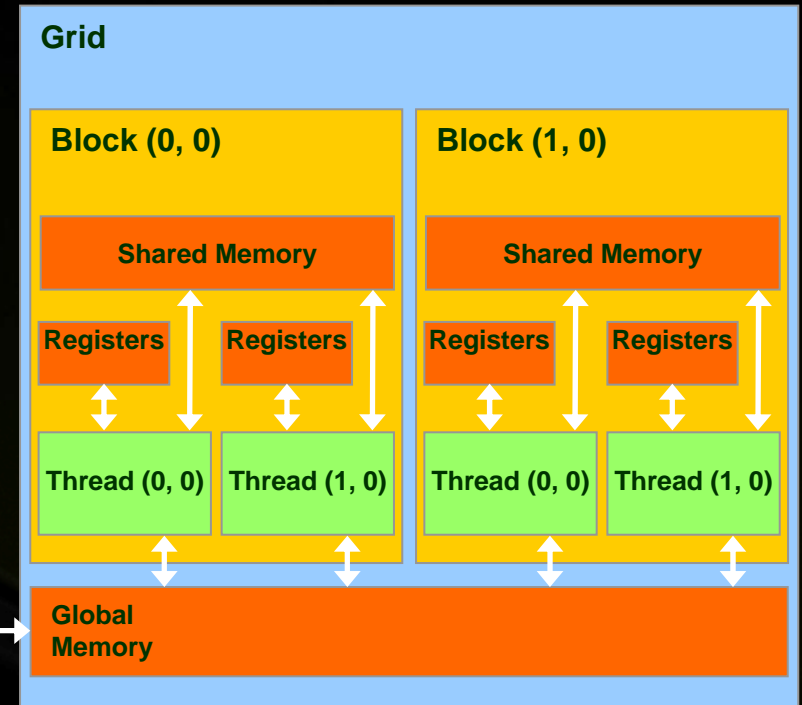 Grid
Block (0, 0)
Block (1, 0)
Shared Memory
Shared Memory
Registers
Registers
Registers
Registers
Thread (0, 0)
Thread (1, 0)
Thread (0, 0)
Thread (1, 0)
Global
Memory